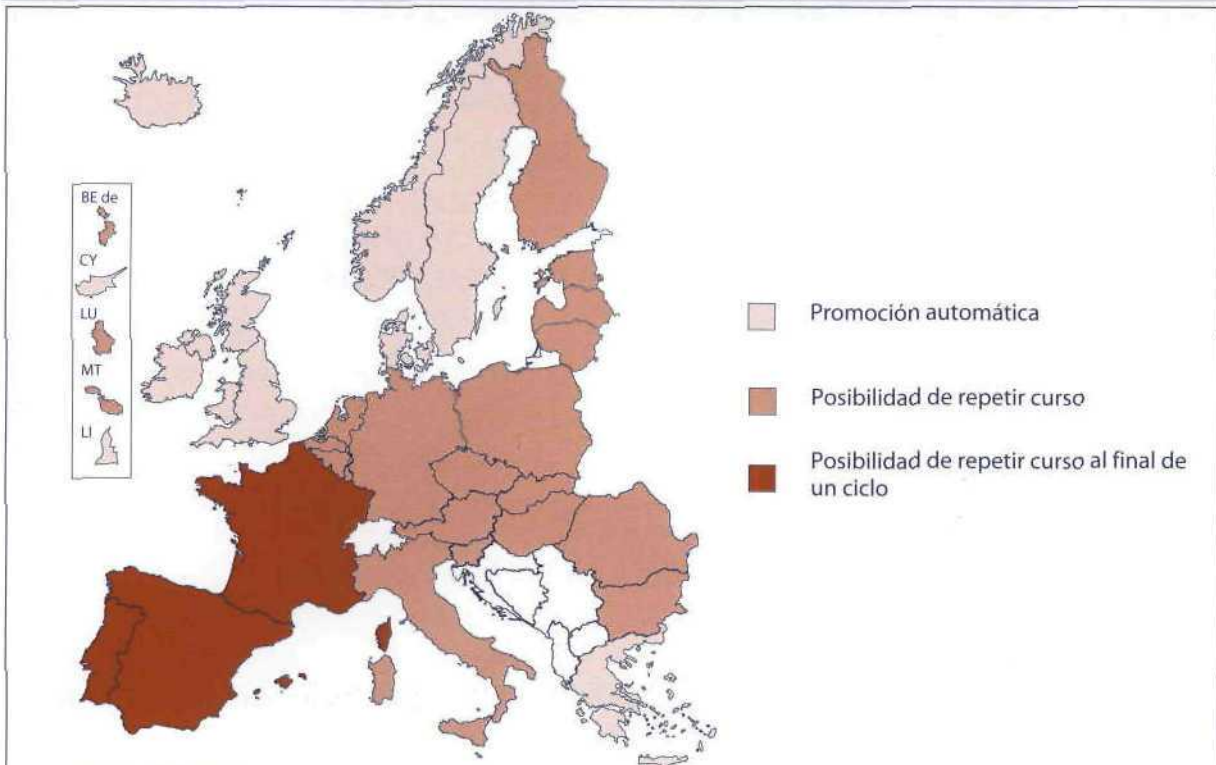 BE de
CY
LU
MT
LI
Promoción automática
Posibilidad de repetir curso
Posibilidad de repetir curso al final de
un ciclo